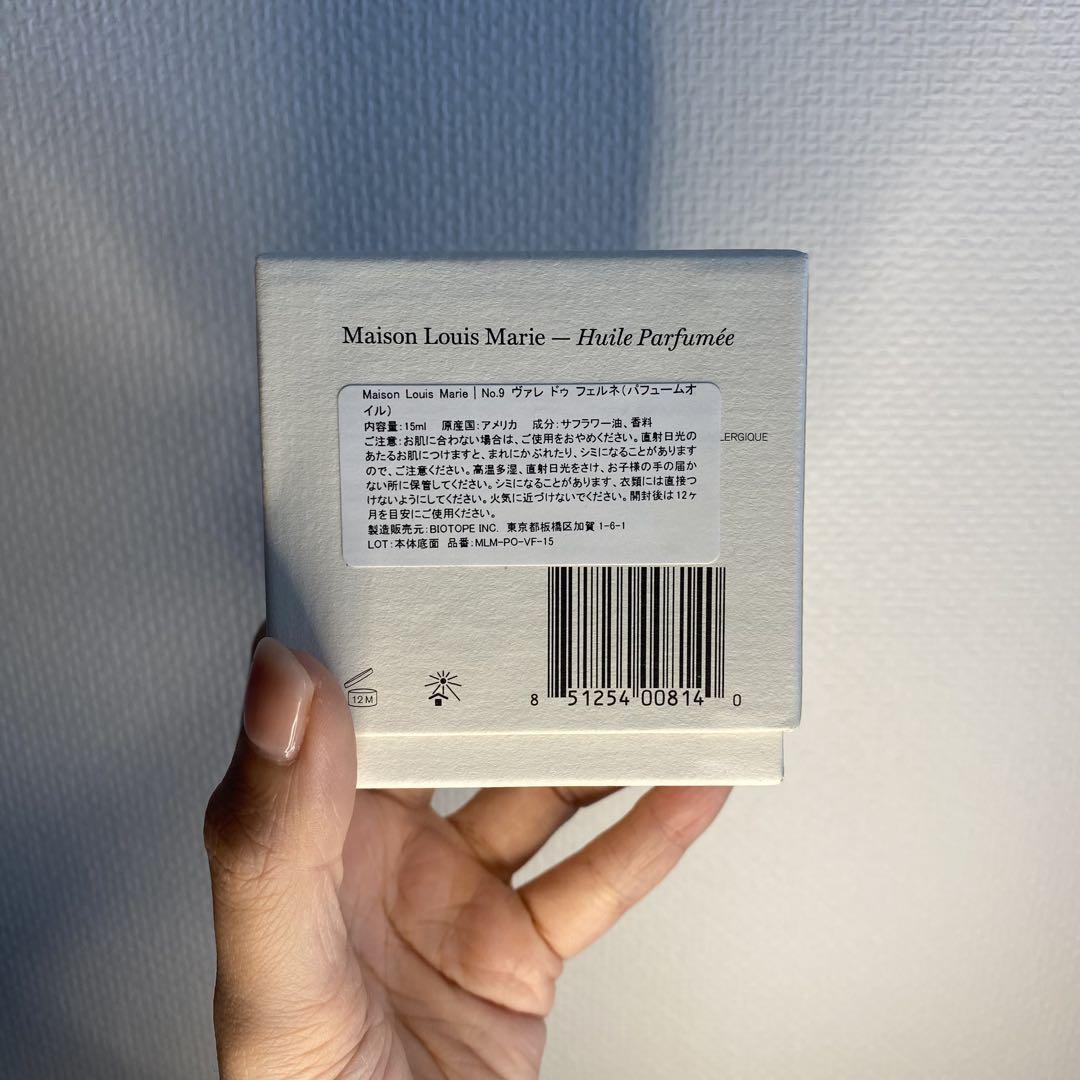 Maison Louis Marie — Huile Parfumée
Maison Louis Marie | No.9 ヴァレ ドゥ フェルネ(パフュームオ
イル)
内容量:15ml 原産国:アメリカ 成分:サフラワー油、香料
ご注意:お肌に合わない場合は、ご使用をおやめください。直射日光の
あたるお肌につけますと、まれにかぶれたり、シミになることがあります
ので、ご注意ください。高温多湿、直射日光をさけ、お子様の手の届か
ない所に保管してください。シミになることがあります、衣類には直接つ
けないようにしてください。火気に近づけないでください。開封後は12ヶ
月を目安にご使用ください。
製造販売元:BIOTOPE INC. 東京都板橋区加賀 1-6-1
LOT:本体底面 品番:MLM-PO-VF-15
LERGIQUE
12 M
8 51254 00814 0